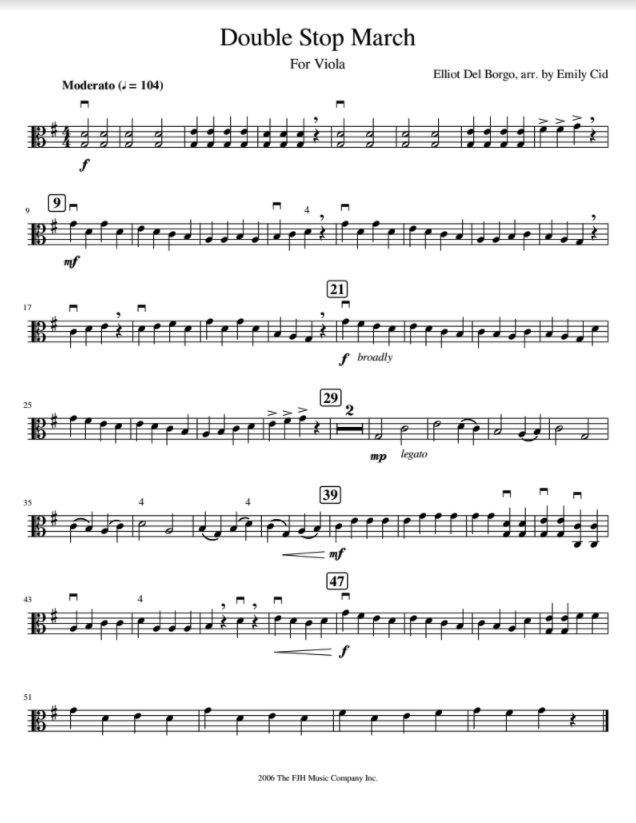 Double Stop March
For Viola
Elliot Del Borgo, arr. by Emily Cid
Moderato (♩ = 104)
4
4
f
9
9
4
mf
17
21
f broadly
25
29
2
mp legato
35
4
4
39
mf
43
4
47
f
51
2006 The FJH Music Company Inc.